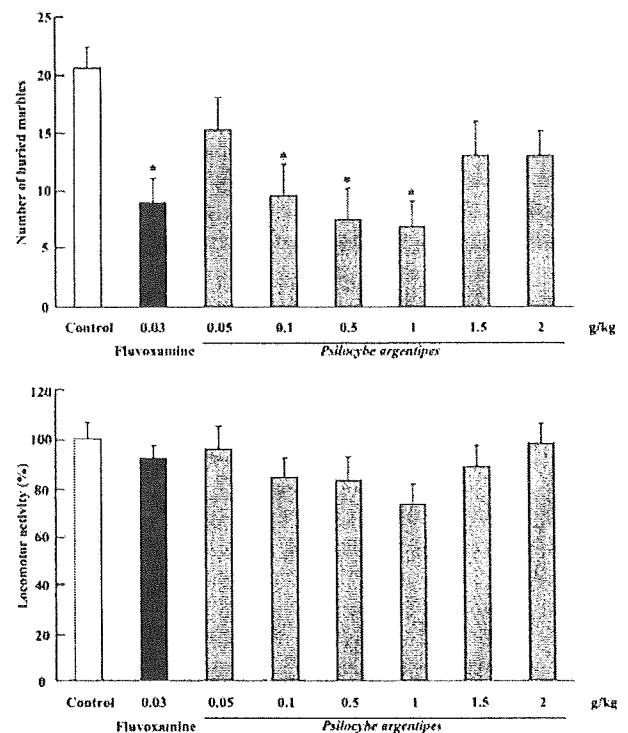 Number of buried marbles
25
20
15
10
5
0
* * * *
Control 0.03 0.05 0.1 0.5 1 1.5 2 g/kg
Fluvoxamine Psilocybe argentipes
Locomotor activity (%)
120
100
80
60
40
20
0
Control 0.03 0.05 0.1 0.5 1 1.5 2 g/kg
Fluvoxamine Psilocybe argentipes